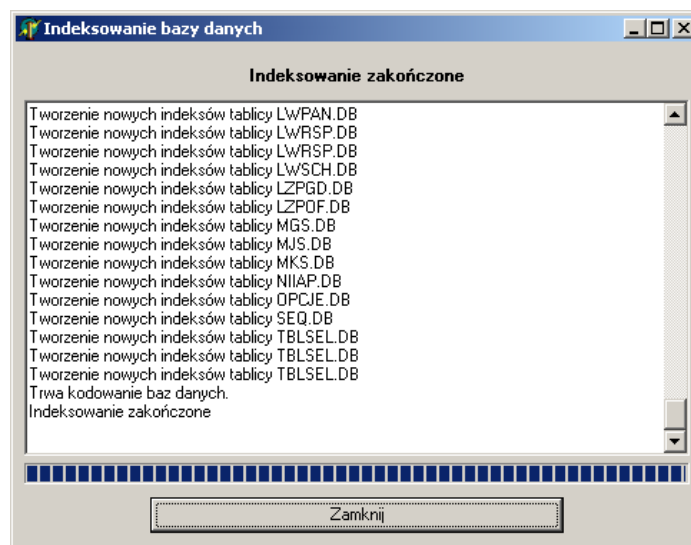 Indeksowanie bazy danych
Indeksowanie zakończone
Tworzenie nowych indeksów tablicy LWPAN.DB
Tworzenie nowych indeksów tablicy LWRSP.DB
Tworzenie nowych indeksów tablicy LWRSP.DB
Tworzenie nowych indeksów tablicy LWSCH.DB
Tworzenie nowych indeksów tablicy LZPGD.DB
Tworzenie nowych indeksów tablicy LZPOF.DB
Tworzenie nowych indeksów tablicy MGS.DB
Tworzenie nowych indeksów tablicy MJS.DB
Tworzenie nowych indeksów tablicy MKS.DB
Tworzenie nowych indeksów tablicy NIIAP.DB
Tworzenie nowych indeksów tablicy OPCJE.DB
Tworzenie nowych indeksów tablicy SEQ.DB
Tworzenie nowych indeksów tablicy TBLSEL.DB
Tworzenie nowych indeksów tablicy TBLSEL.DB
Tworzenie nowych indeksów tablicy TBLSEL.DB
Trwa kodowanie baz danych.
Indeksowanie zakończone
Zamknij